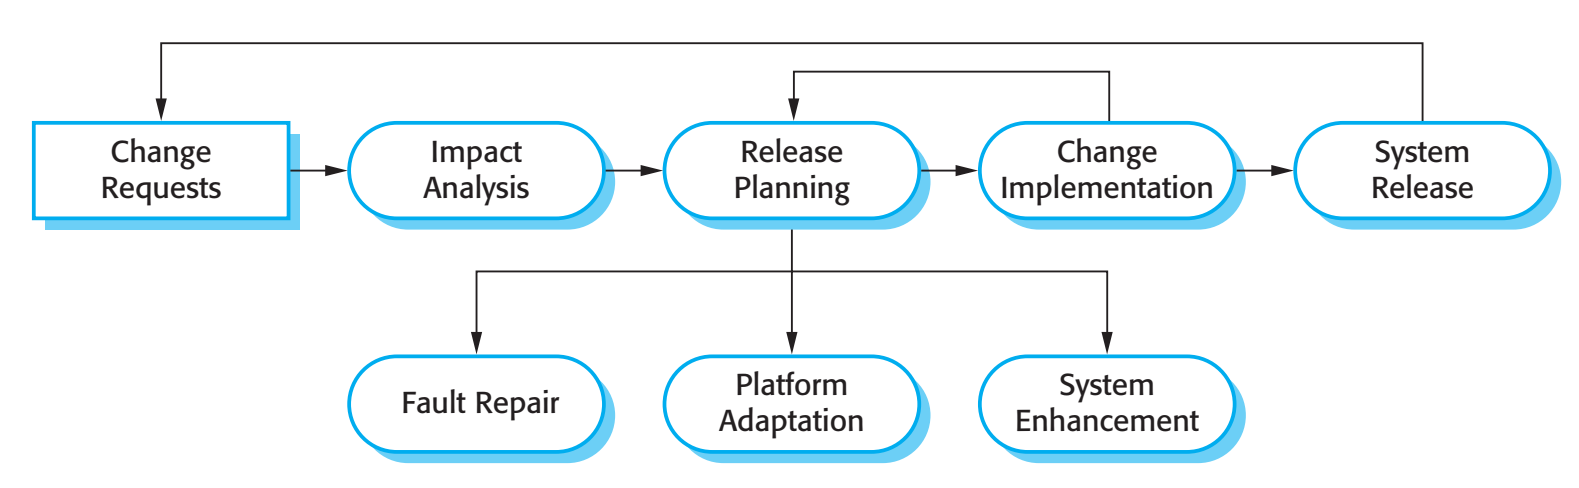 Change
Requests
Impact
Analysis
Release
Planning
Change
Implementation
System
Release
Fault Repair
Platform
Adaptation
System
Enhancement